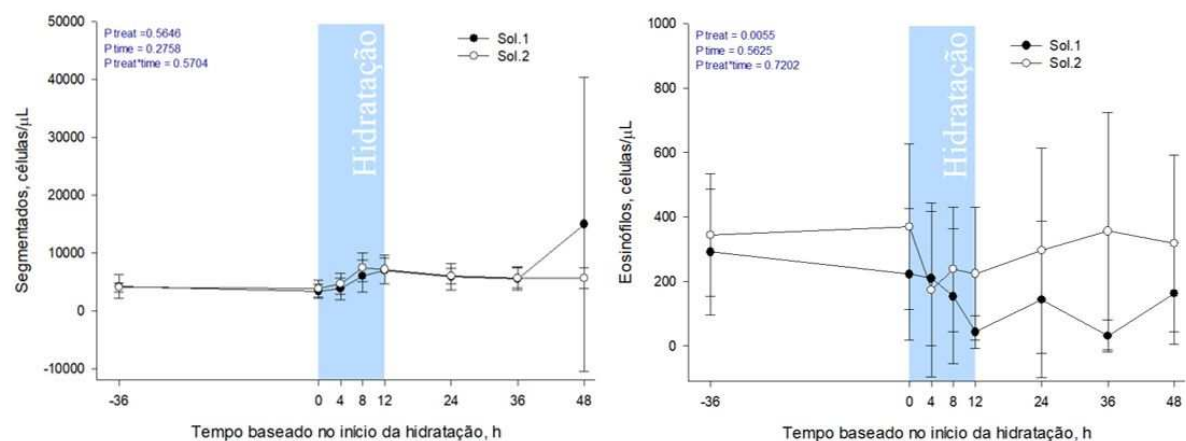 50000
40000
30000
20000
10000
0
-10000
Segmentados, células/μL
P treat =0.5646
P time = 0.2758
P treat*time = 0.5704
Hidratação
Sol.1
Sol.2
-36
0
4
8
12
24
36
48
Tempo baseado no início da hidratação, h
1000
800
600
400
200
0
Eosinófilos, células/μL
P treat = 0.0055
P time = 0.5625
P treat*time = 0.7202
Hidratação
Sol.1
Sol.2
-36
0
4
8
12
24
36
48
Tempo baseado no início da hidratação, h